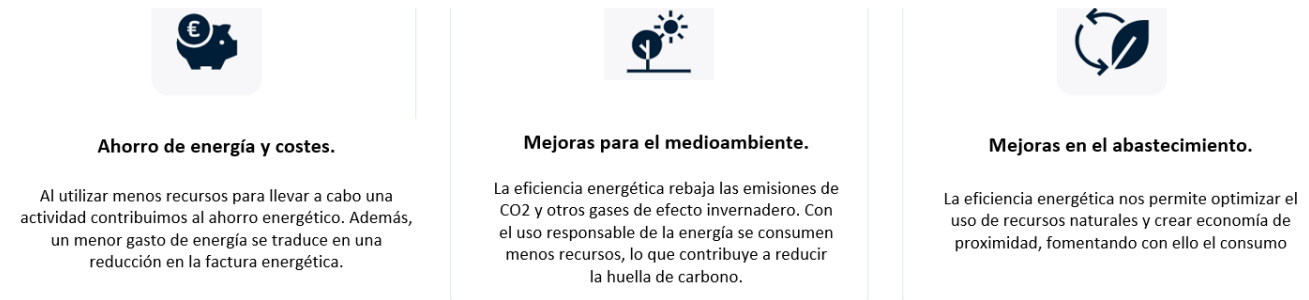 €
Ahorro de energía y costes.
Al utilizar menos recursos para llevar a cabo una
actividad contribuimos al ahorro energético. Además,
un menor gasto de energía se traduce en una
reducción en la factura energética.
Mejoras para el medioambiente.
La eficiencia energética rebaja las emisiones de
CO2 y otros gases de efecto invernadero. Con
el uso responsable de la energía se consumen
menos recursos, lo que contribuye a reducir
la huella de carbono.
Mejoras en el abastecimiento.
La eficiencia energética nos permite optimizar el
uso de recursos naturales y crear economía de
proximidad, fomentando con ello el consumo